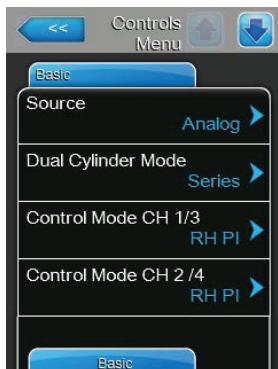 <<
Controls
Menu
Basic
Source
Analog
Dual Cylinder Mode
Series
Control Mode CH 1/3
RH PI
Control Mode CH 2 /4
RH PI
Basic